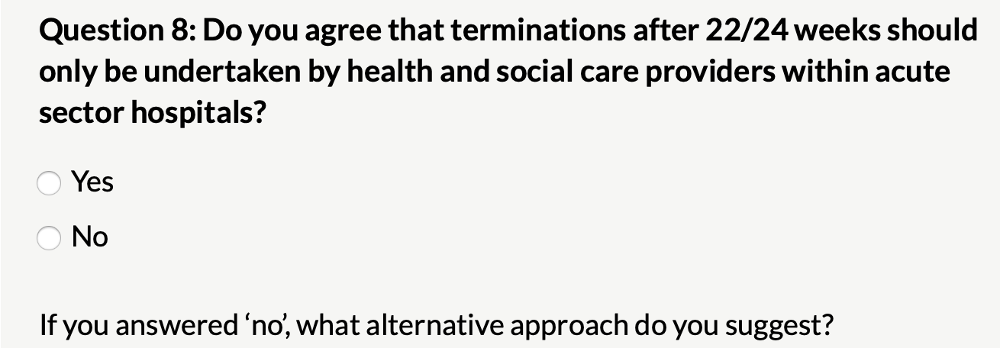 Question 8: Do you agree that terminations after 22/24 weeks should
only be undertaken by health and social care providers within acute
sector hospitals?
Yes
No
If you answered ‘no’, what alternative approach do you suggest?